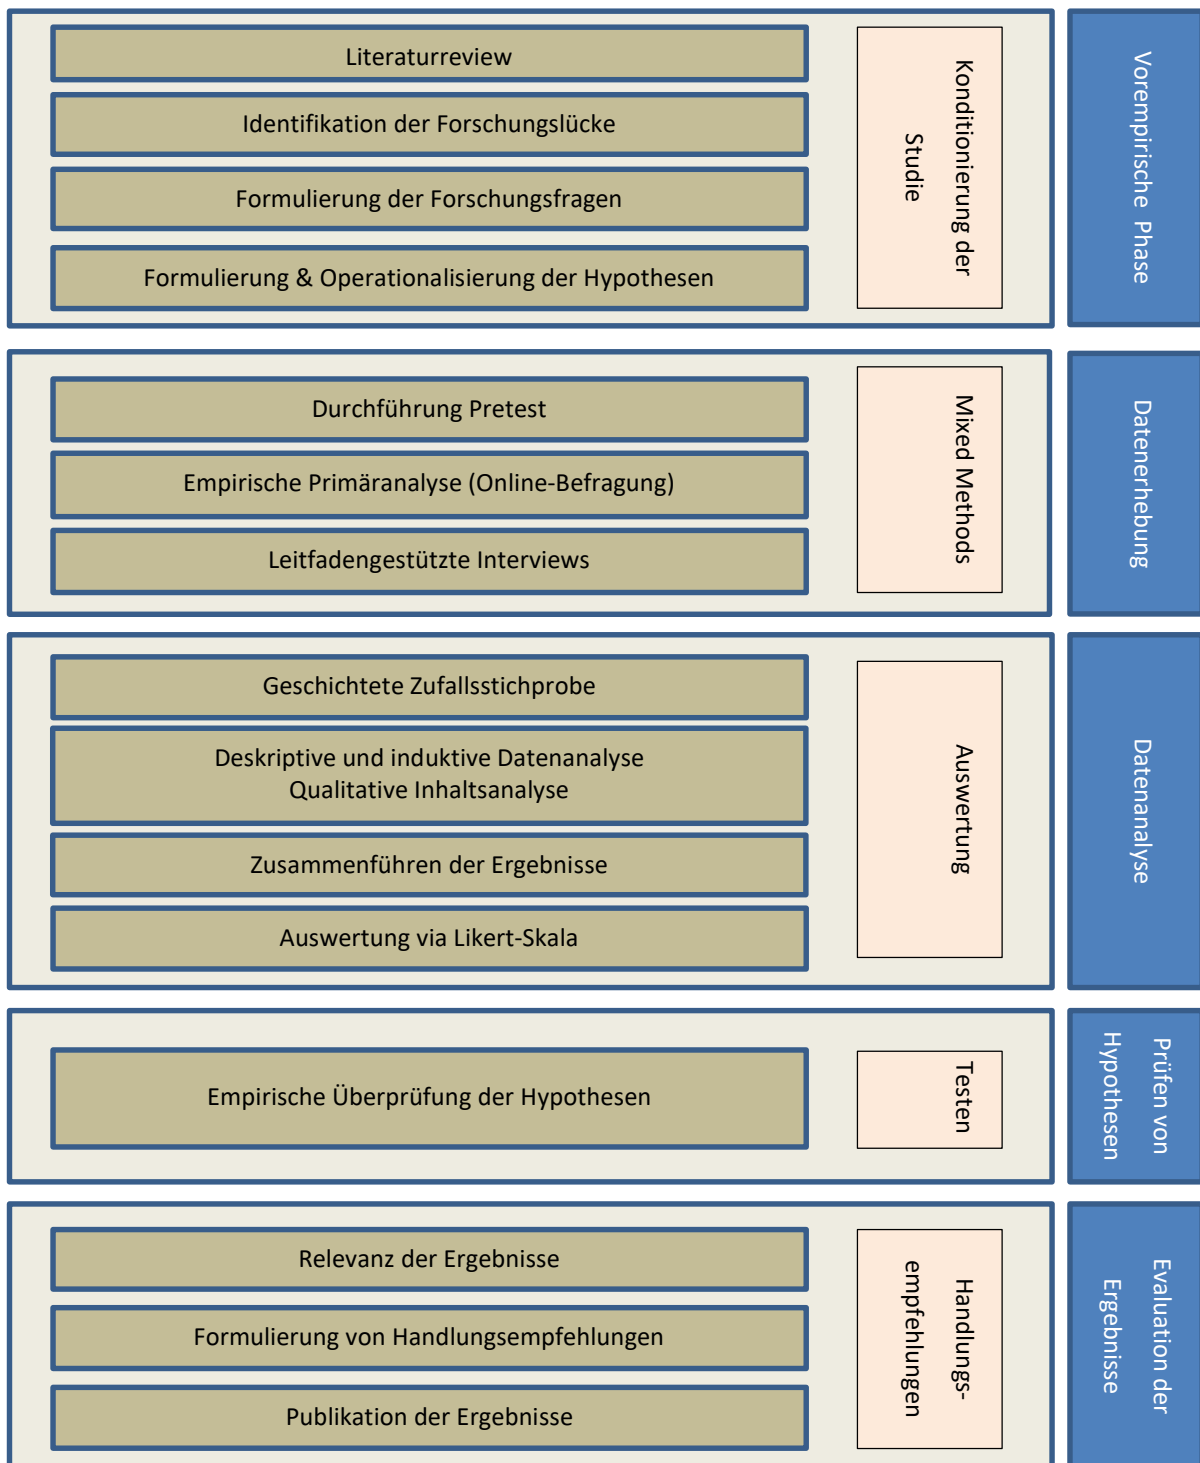 Literaturreview
Identifikation der Forschungslücke
Formulierung der Forschungsfragen
Formulierung & Operationalisierung der Hypothesen
Konditionierung der
Studie
Vorempirische Phase
Durchführung Pretest
Empirische Primäranalyse (Online-Befragung)
Leitfadengestützte Interviews
Mixed Methods
Datenerhebung
Geschichtete Zufallsstichprobe
Deskriptive und induktive Datenanalyse
Qualitative Inhaltsanalyse
Zusammenführen der Ergebnisse
Auswertung via Likert-Skala
Auswertung
Datenanalyse
Empirische Überprüfung der Hypothesen
Testen
Prüfen von
Hypothesen
Relevanz der Ergebnisse
Formulierung von Handlungsempfehlungen
Publikation der Ergebnisse
Handlungs-
empfehlungen
Evaluation der
Ergebnisse